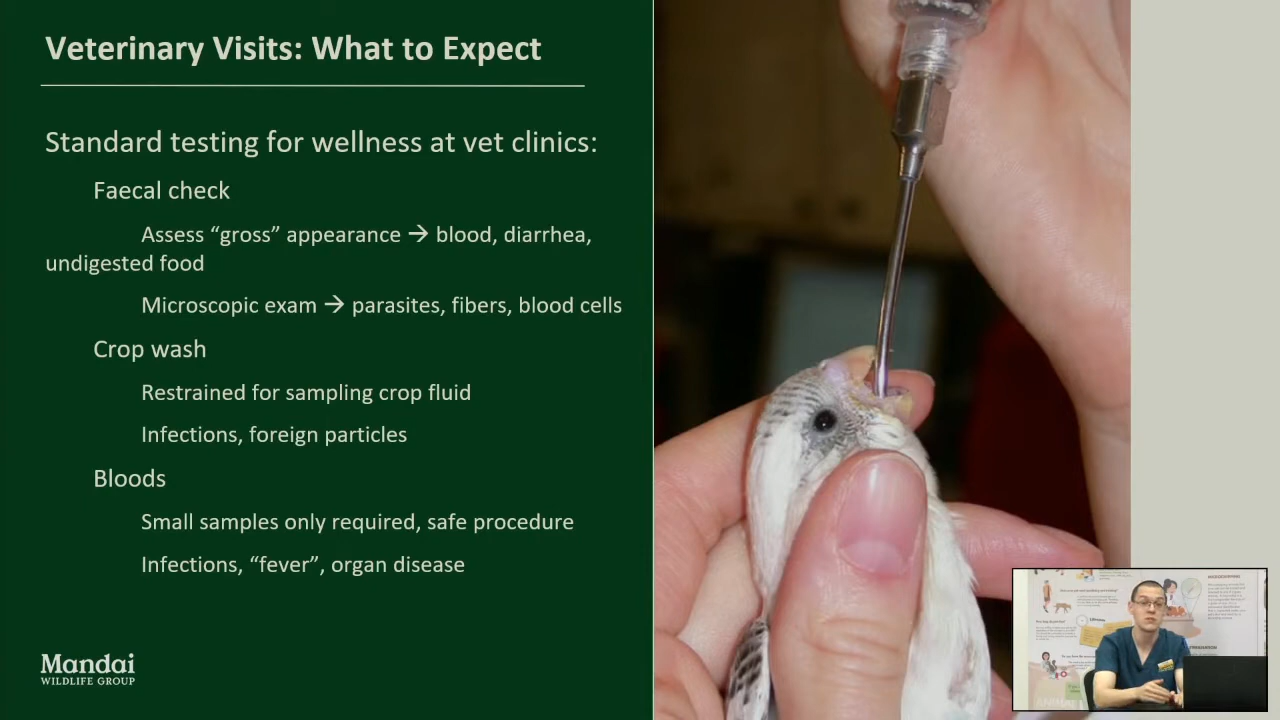 Veterinary Visits: What to Expect
Standard testing for wellness at vet clinics:
Faecal check
Assess “gross” appearance → blood, diarrhea,
undigested food
Microscopic exam → parasites, fibers, blood cells
Crop wash
Restrained for sampling crop fluid
Infections, foreign particles
Bloods
Small samples only required, safe procedure
Infections, “fever”, organ disease
Mandai
WILDLIFE GROUP